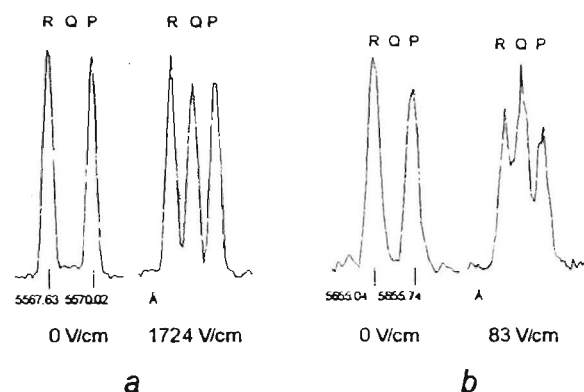 R Q P
R Q P
R Q P
5567.63 5570.02 Å
5655.04 5655.74 Å
0 V/cm 1724 V/cm
0 V/cm 83 V/cm
a b